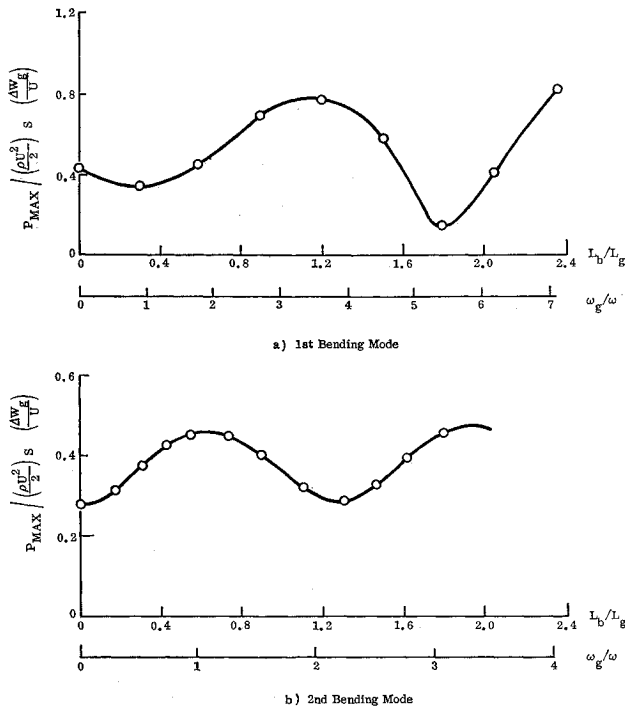 1.2
0.8
0.4
0
P_MAX / (ρU²/2) S (ΔW_g/U)
0 0.4 0.8 1.2 1.6 2.0 2.4 L_b/L_g
0 1 2 3 4 5 6 7 ω_g/ω
a) 1st Bending Mode
0.6
0.4
0.2
0
P_MAX / (ρU²/2) S (ΔW_g/U)
0 0.4 0.8 1.2 1.6 2.0 2.4 L_b/L_g
0 1 2 3 4 ω_g/ω
b) 2nd Bending Mode